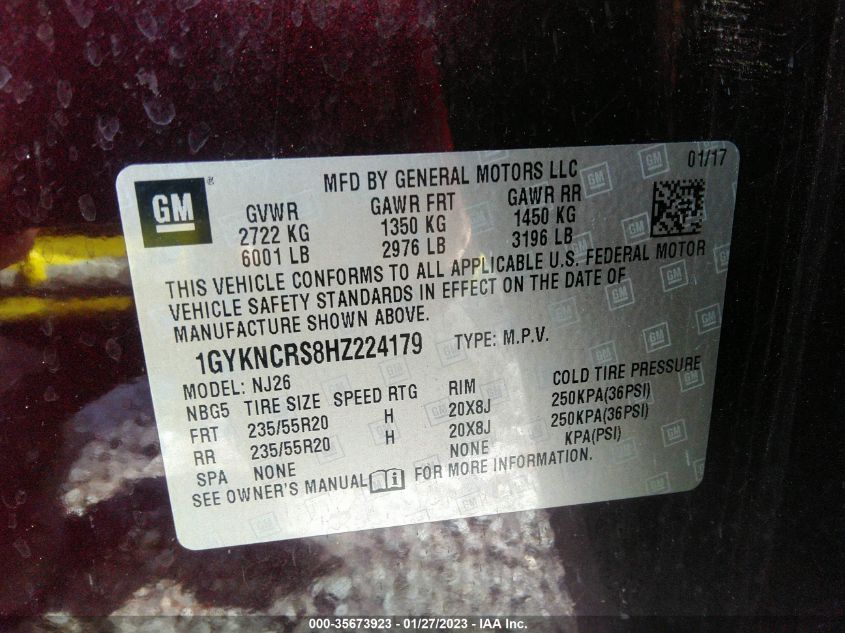 GM®
MFD BY GENERAL MOTORS LLC
01/17
GVWR GAWR FRT GAWR RR
2722 KG 1350 KG 1450 KG
6001 LB 2976 LB 3196 LB
THIS VEHICLE CONFORMS TO ALL APPLICABLE U.S. FEDERAL MOTOR
VEHICLE SAFETY STANDARDS IN EFFECT ON THE DATE OF
MANUFACTURE SHOWN ABOVE.
1GYKNCRS8HZ224179 TYPE: M.P.V.
MODEL: NJ26
NBG5 TIRE SIZE SPEED RTG RIM COLD TIRE PRESSURE
FRT 235/55R20 H 20X8J 250KPA(36PSI)
RR 235/55R20 H 20X8J 250KPA(36PSI)
SPA NONE NONE KPA(PSI)
SEE OWNER'S MANUAL FOR MORE INFORMATION.
000-35673923 - 01/27/2023 - IAA Inc.